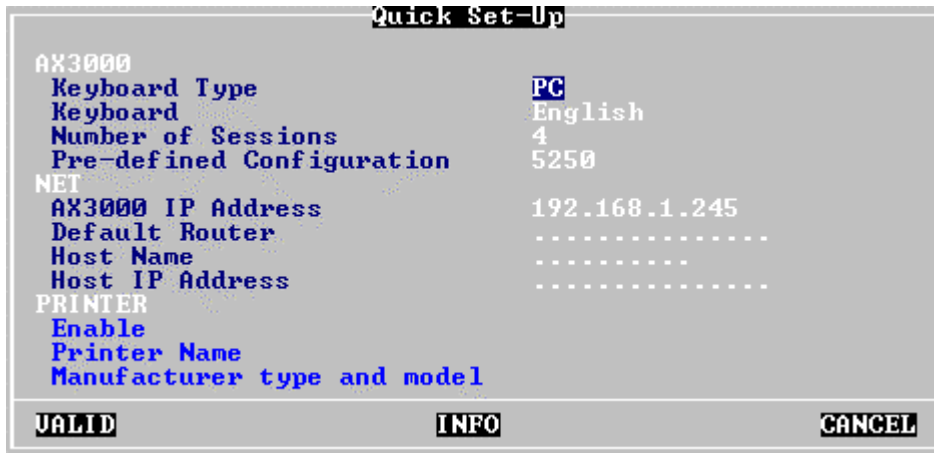 Quick Set-Up
AX3000
Keyboard Type PC
Keyboard English
Number of Sessions 4
Pre-defined Configuration 5250
NET
AX3000 IP Address 192.168.1.245
Default Router ...............
Host Name ..........
Host IP Address ...............
PRINTER
Enable
Printer Name
Manufacturer type and model
VALID INFO CANCEL